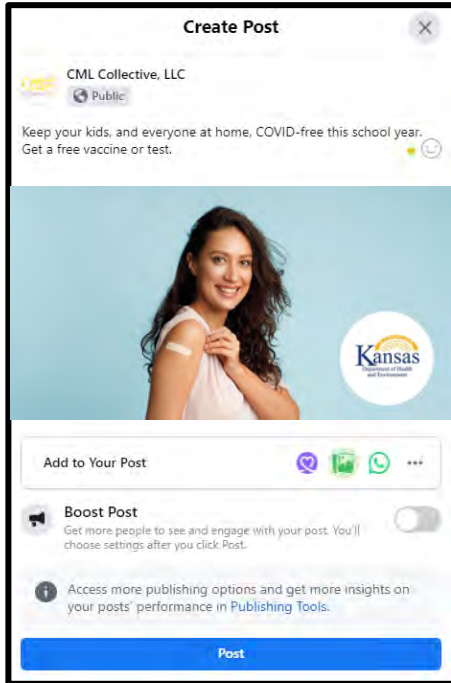 Create Post
CML Collective, LLC
Public
Keep your kids, and everyone at home, COVID-free this school year.
Get a free vaccine or test.
Kansas
Department of Health
and Environment
Add to Your Post
Boost Post
Get more people to see and engage with your post. You'll
choose settings after you click Post.
Access more publishing options and get more insights on
your posts' performance in Publishing Tools.
Post